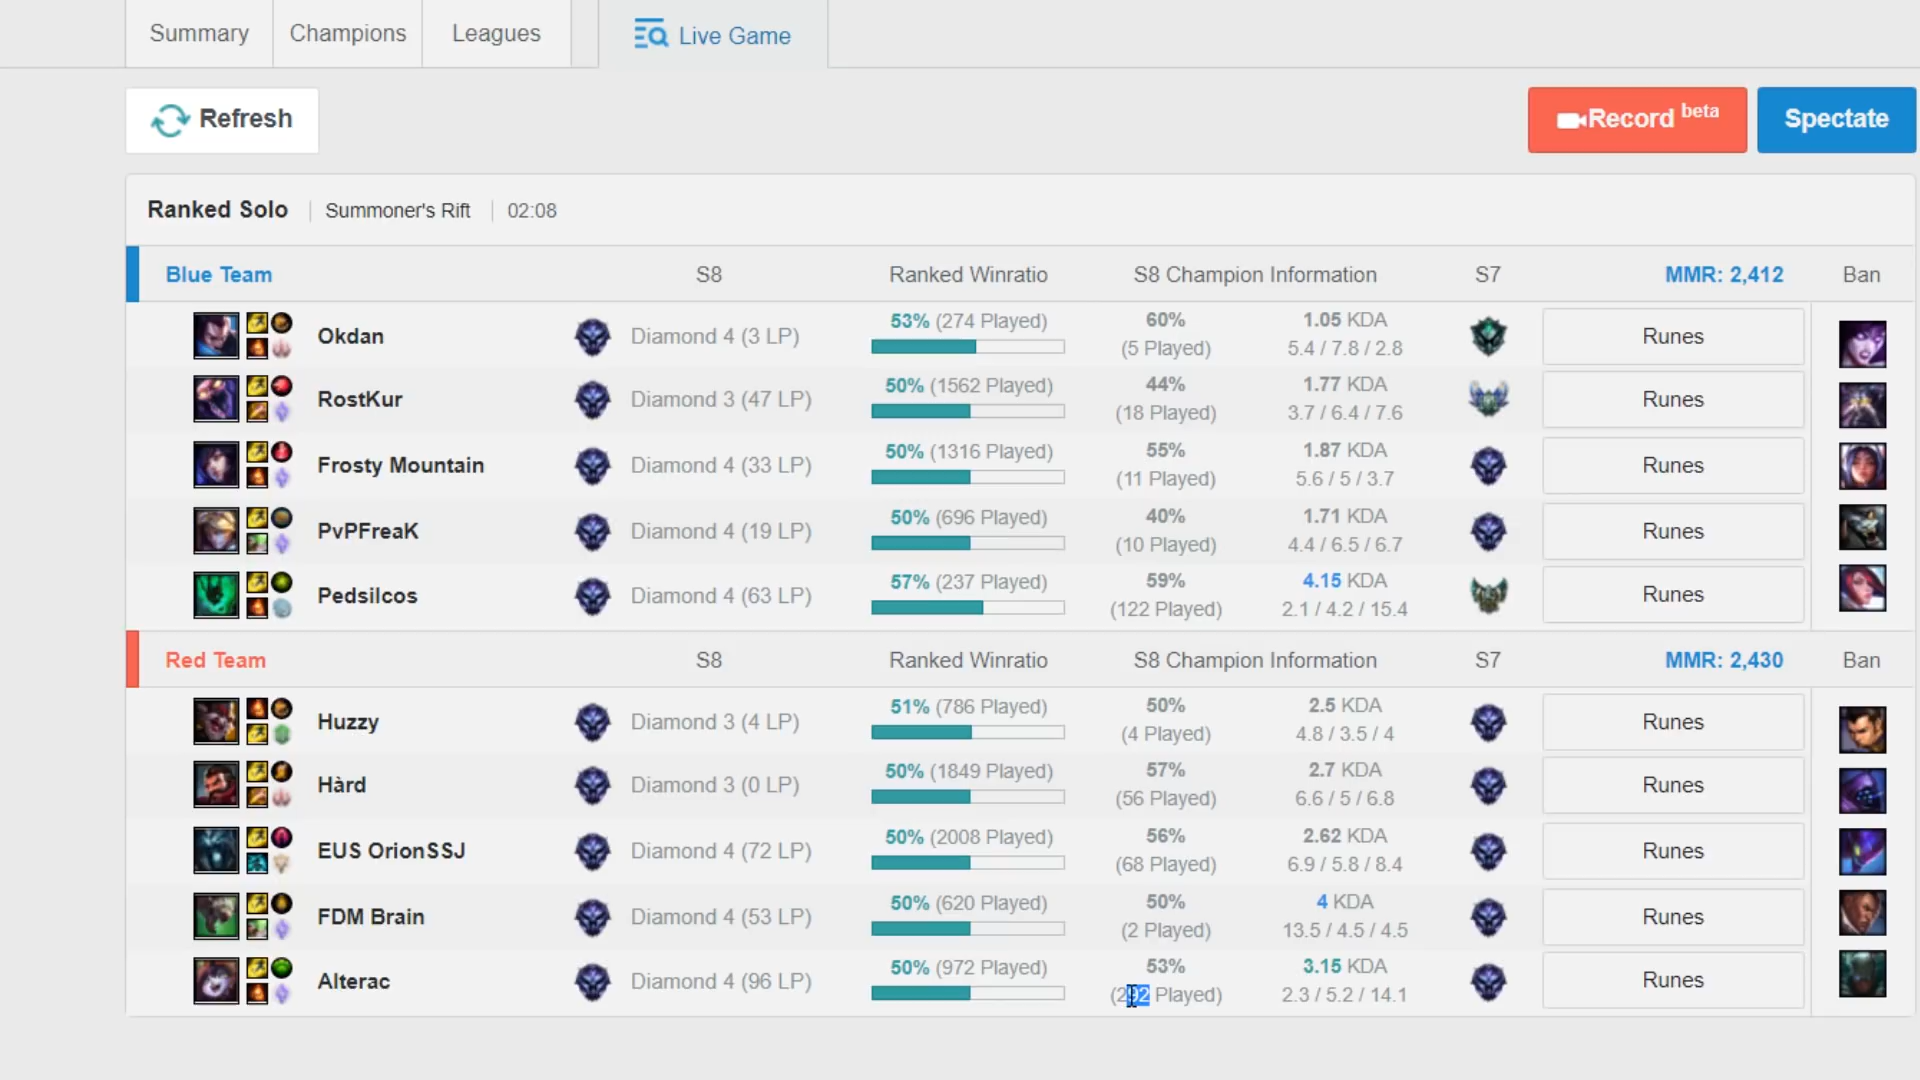 Summary Champions Leagues Live Game
Refresh Record beta Spectate
Ranked Solo Summoner's Rift 02:08
Blue Team S8 Ranked Winratio S8 Champion Information S7 MMR: 2,412 Ban
Okdan Diamond 4 (3 LP) 53% (274 Played) 60% (5 Played) 1.05 KDA 5.4 / 7.8 / 2.8 Runes
RostKur Diamond 3 (47 LP) 50% (1562 Played) 44% (18 Played) 1.77 KDA 3.7 / 6.4 / 7.6 Runes
Frosty Mountain Diamond 4 (33 LP) 50% (1316 Played) 55% (11 Played) 1.87 KDA 5.6 / 5 / 3.7 Runes
PvPFreaK Diamond 4 (19 LP) 50% (696 Played) 40% (10 Played) 1.71 KDA 4.4 / 6.5 / 6.7 Runes
Pedsilcos Diamond 4 (63 LP) 57% (237 Played) 59% (122 Played) 4.15 KDA 2.1 / 4.2 / 15.4 Runes
Red Team S8 Ranked Winratio S8 Champion Information S7 MMR: 2,430 Ban
Huzzy Diamond 3 (4 LP) 51% (786 Played) 50% (4 Played) 2.5 KDA 4.8 / 3.5 / 4 Runes
Hàrd Diamond 3 (0 LP) 50% (1849 Played) 57% (56 Played) 2.7 KDA 6.6 / 5 / 6.8 Runes
EUS OrionSSJ Diamond 4 (72 LP) 50% (2008 Played) 56% (68 Played) 2.62 KDA 6.9 / 5.8 / 8.4 Runes
FDM Brain Diamond 4 (53 LP) 50% (620 Played) 50% (2 Played) 4 KDA 13.5 / 4.5 / 4.5 Runes
Alterac Diamond 4 (96 LP) 50% (972 Played) 53% (292 Played) 3.15 KDA 2.3 / 5.2 / 14.1 Runes